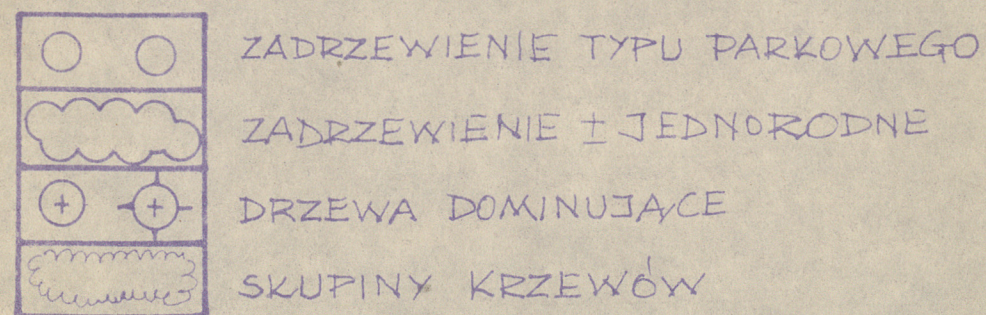 ZADRZEWIENIE TYPU PARKOWEGO
ZADRZEWIENIE ± JEDNORODNE
DRZEWA DOMINUJĄCE
SKUPINY KRZEWÓW